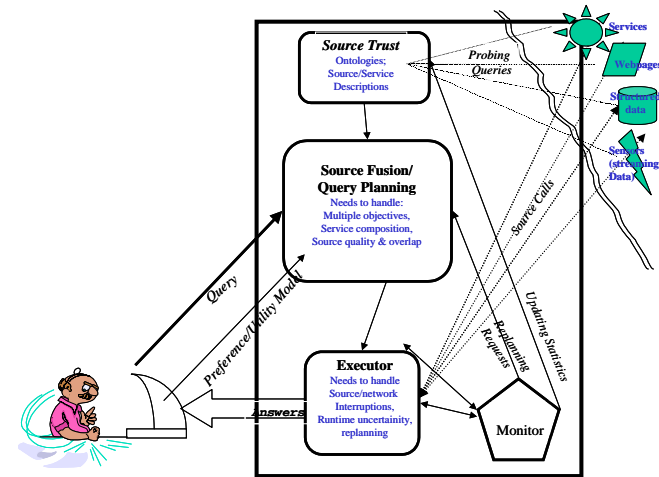 Source Trust
Ontologies;
Source/Service
Descriptions
Probing
Queries
Services
Webpages
Structured
data
Sensors
(streaming
Data)
Source Fusion/
Query Planning
Needs to handle:
Multiple objectives,
Service composition,
Source quality & overlap
Source Calls
Query
Preference/Utility Model
Replanning
Requests
Updating Statistics
Executor
Needs to handle
Source/network
Interruptions,
Runtime uncertainity,
replanning
Answers
Monitor